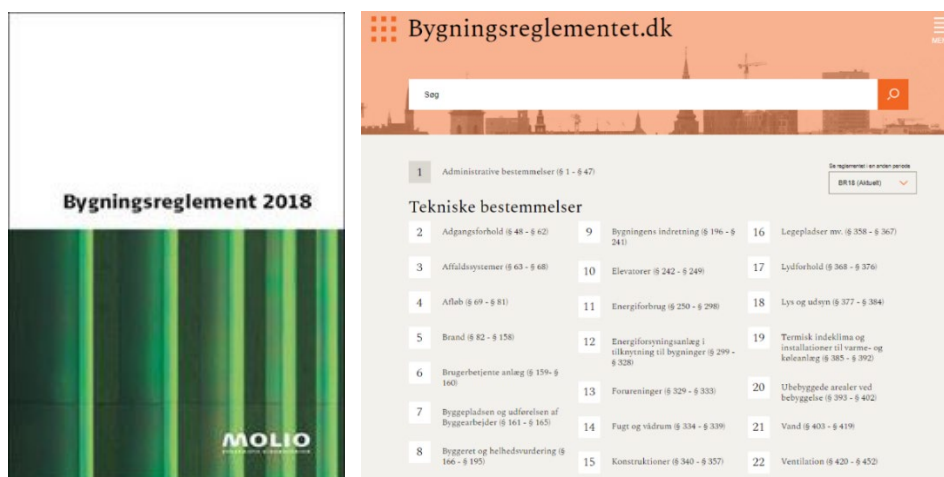 Bygningsreglement 2018
MOLIO
Bygningsreglementet.dk
Søg
1
Administrative bestemmelser (§ 1 - § 47)
Se reglementet i en anden periode
BR18 (Aktuelt)
Tekniske bestemmelser
2
Adgangsforhold (§ 48 - § 62)
3
Affaldssystemer (§ 63 - § 68)
4
Afløb (§ 69 - § 81)
5
Brand (§ 82 - § 158)
6
Brugerbetjente anlæg (§ 159- §
160)
7
Byggepladsen og udførelsen af
Byggearbejder (§ 161 - § 165)
8
Byggeret og helhedsvurdering (§
166 - § 195)
9
Bygningens indretning (§ 196 - §
241)
10
Elevatorer (§ 242 - § 249)
11
Energiforbrug (§ 250 - § 298)
12
Energiforsyningsanlæg i
tilknytning til bygninger (§ 299 -
§ 328)
13
Forureninger (§ 329 - § 333)
14
Fugt og vådrum (§ 334 - § 339)
15
Konstruktioner (§ 340 - § 357)
16
Legepladser mv. (§ 358 - § 367)
17
Lydforhold (§ 368 - § 376)
18
Lys og udsyn (§ 377 - § 384)
19
Termisk indeklima og
installationer til varme- og
køleanlæg (§ 385 - § 392)
20
Ubebyggede arealer ved
bebyggelse (§ 393 - § 402)
21
Vand (§ 403 - § 419)
22
Ventilation (§ 420 - § 452)